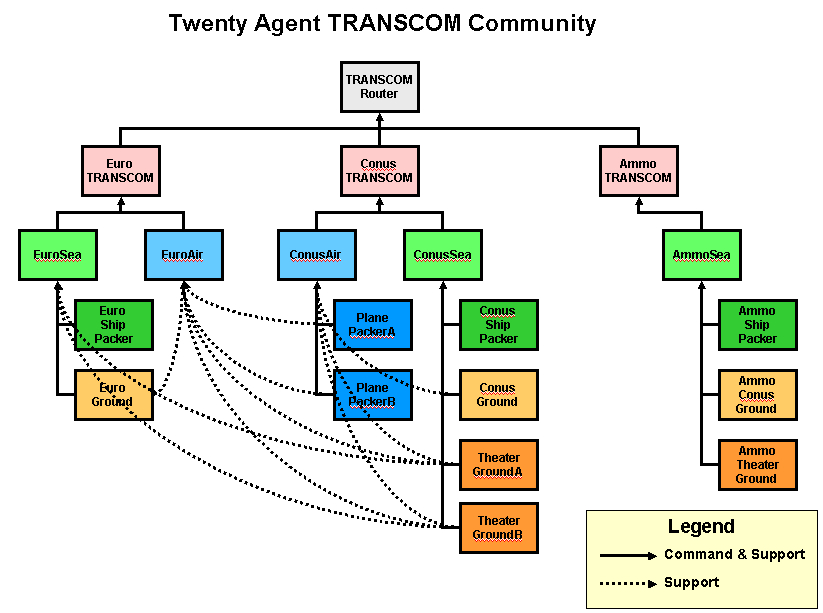 Twenty Agent TRANSCOM Community
TRANSCOM
Router
Euro
TRANSCOM
Conus
TRANSCOM
Ammo
TRANSCOM
EuroSea
EuroAir
ConusAir
ConusSea
AmmoSea
Euro
Ship
Packer
Plane
PackerA
Conus
Ship
Packer
Ammo
Ship
Packer
Euro
Ground
Plane
PackerB
Conus
Ground
Ammo
Conus
Ground
Theater
GroundA
Ammo
Theater
Ground
Theater
GroundB
Legend
Command & Support
Support